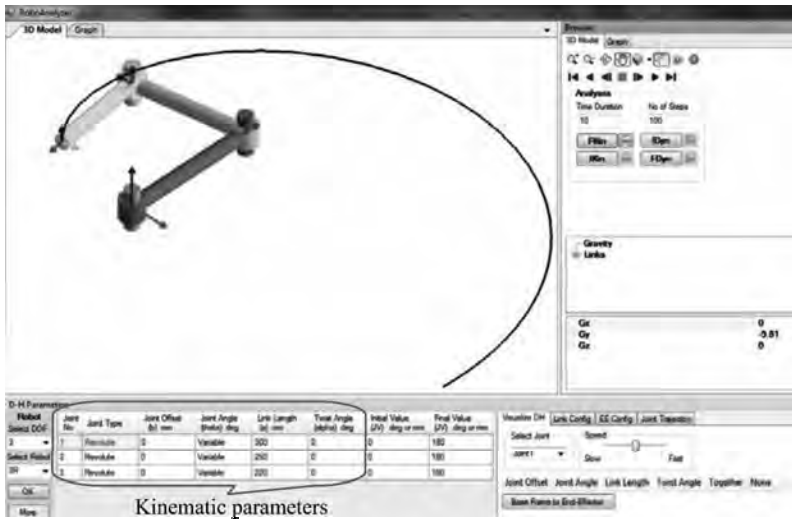 RoboAnalyzer
3D Model Graph
Browser
3D Model Graph
Analyses
Time Duration No of Steps
10 100
FKin IDyn
IKin FDyn
Gravity
Links
Gx 0
Gy -9.81
Gz 0
D-H Parameters
Robot
Select DOF
3
Select Robot
3R
OK
More
Joint No Joint Type Joint Offset (b) mm Joint Angle (theta) deg Link Length (a) mm Twist Angle (alpha) deg Initial Value (JV) deg or mm Final Value (JV) deg or mm
1 Revolute 0 Variable 300 0 0 180
2 Revolute 0 Variable 250 0 0 180
3 Revolute 0 Variable 220 0 0 180
Kinematic parameters
Visualize DH Link Config EE Config Joint Trajectory
Select Joint Speed
Joint1 Slow Fast
Joint Offset Joint Angle Link Length Twist Angle Together None
Base Frame to End-Effector